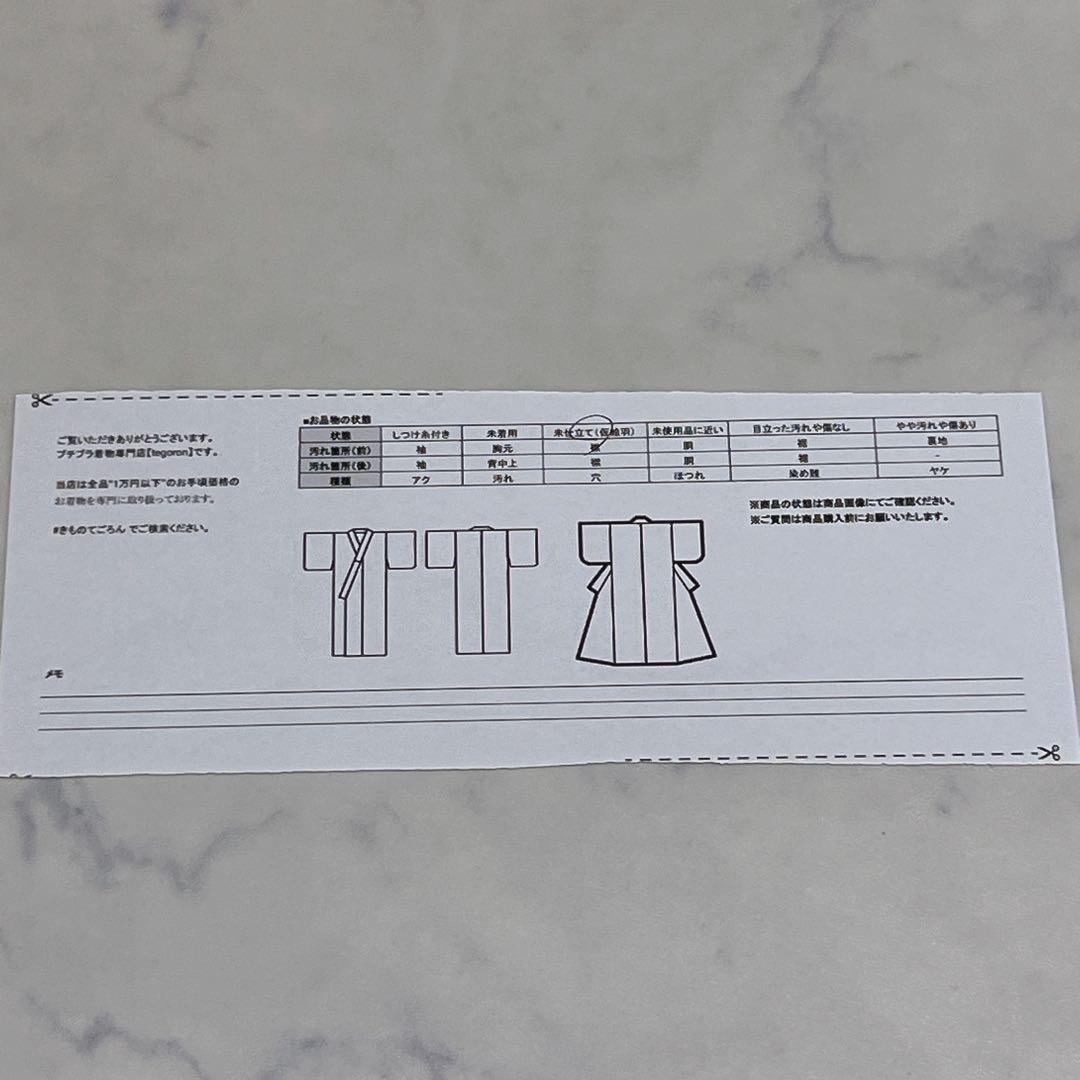 ご覧いただきありがとうございます。
プチプラ着物専門店【tegoron】です。
当店は全品"1万円以下"のお手頃価格の
お着物を専門に取り扱っております。
#きものてごろん でご検索ください。
■お品物の状態
状態 しつけ糸付き 未着用 未仕立て(仮絵羽) 未使用品に近い 目立った汚れや傷なし やや汚れや傷あり
汚れ箇所(前) 袖 胸元 襟 胴 裾 裏地
汚れ箇所(後) 袖 背中上 襟 胴 裾 -
種類 アク 汚れ 穴 ほつれ 染め難 ヤケ
※商品の状態は商品画像にてご確認ください。
※ご質問は商品購入前にお願いいたします。
メモ